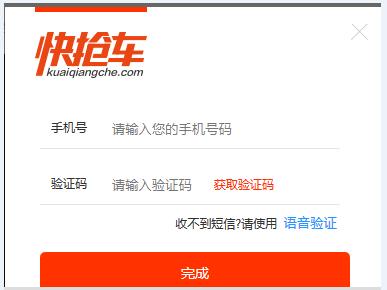 快抢车
kuaiqiangche.com
手机号 请输入您的手机号码
验证码 请输入验证码 获取验证码
收不到短信?请使用 语音验证
完成